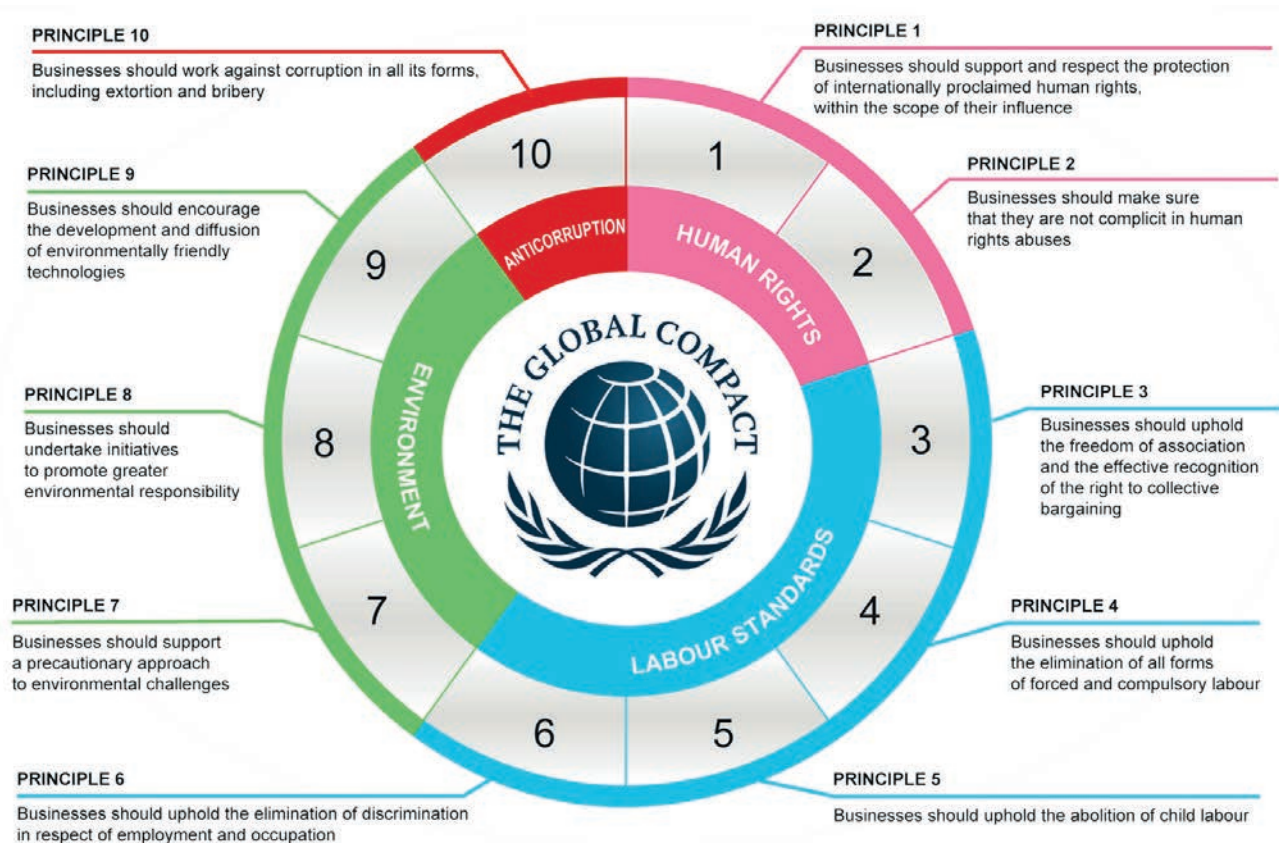 PRINCIPLE 1
Businesses should support and respect the protection
of internationally proclaimed human rights,
within the scope of their influence
PRINCIPLE 2
Businesses should make sure
that they are not complicit in human
rights abuses
PRINCIPLE 3
Businesses should uphold
the freedom of association
and the effective recognition
of the right to collective
bargaining
PRINCIPLE 4
Businesses should uphold
the elimination of all forms
of forced and compulsory labour
PRINCIPLE 5
Businesses should uphold the abolition of child labour
PRINCIPLE 6
Businesses should uphold the elimination of discrimination
in respect of employment and occupation
PRINCIPLE 7
Businesses should support
a precautionary approach
to environmental challenges
PRINCIPLE 8
Businesses should
undertake initiatives
to promote greater
environmental responsibility
PRINCIPLE 9
Businesses should encourage
the development and diffusion
of environmentally friendly
technologies
PRINCIPLE 10
Businesses should work against corruption in all its forms,
including extortion and bribery
1
2
3
4
5
6
7
8
9
10
HUMAN RIGHTS
LABOUR STANDARDS
ENVIRONMENT
ANTICORRUPTION
THE GLOBAL COMPACT